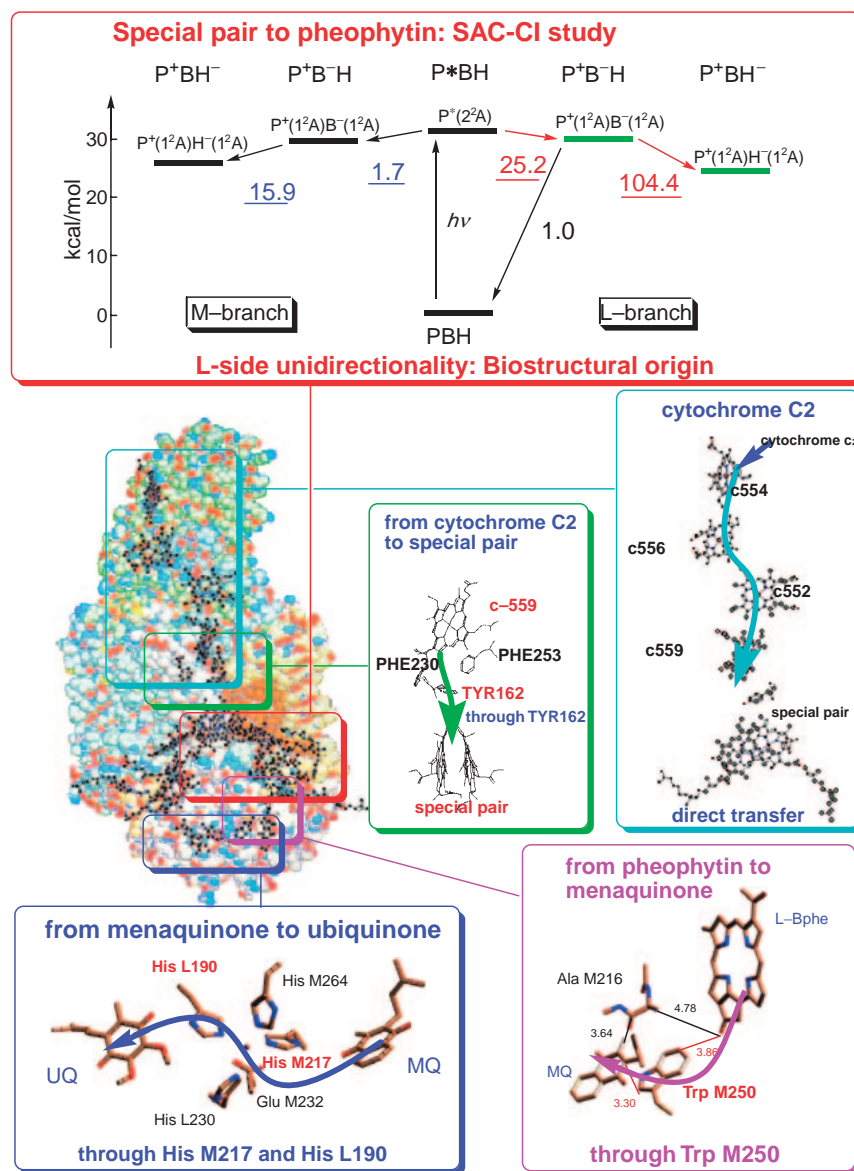 Special pair to pheophytin: SAC-CI study
P⁺BH⁻
P⁺B⁻H
P*BH
P⁺B⁻H
P⁺BH⁻
P⁺(1²A)H⁻(1²A)
P⁺(1²A)B⁻(1²A)
P*(2²A)
P⁺(1²A)B⁻(1²A)
P⁺(1²A)H⁻(1²A)
kcal/mol
30
20
10
0
15.9
1.7
25.2
104.4
hν
1.0
M–branch
PBH
L–branch
L-side unidirectionality: Biostructural origin
cytochrome C2
cytochrome c₂
c554
c556
c552
c559
special pair
direct transfer
from cytochrome C2
to special pair
c–559
PHE230
PHE253
TYR162
through TYR162
special pair
from menaquinone to ubiquinone
His L190
His M264
UQ
His M217
MQ
Glu M232
His L230
through His M217 and His L190
from pheophytin to
menaquinone
L–Bphe
Ala M216
4.78
3.64
3.86
MQ
Trp M250
3.30
through Trp M250